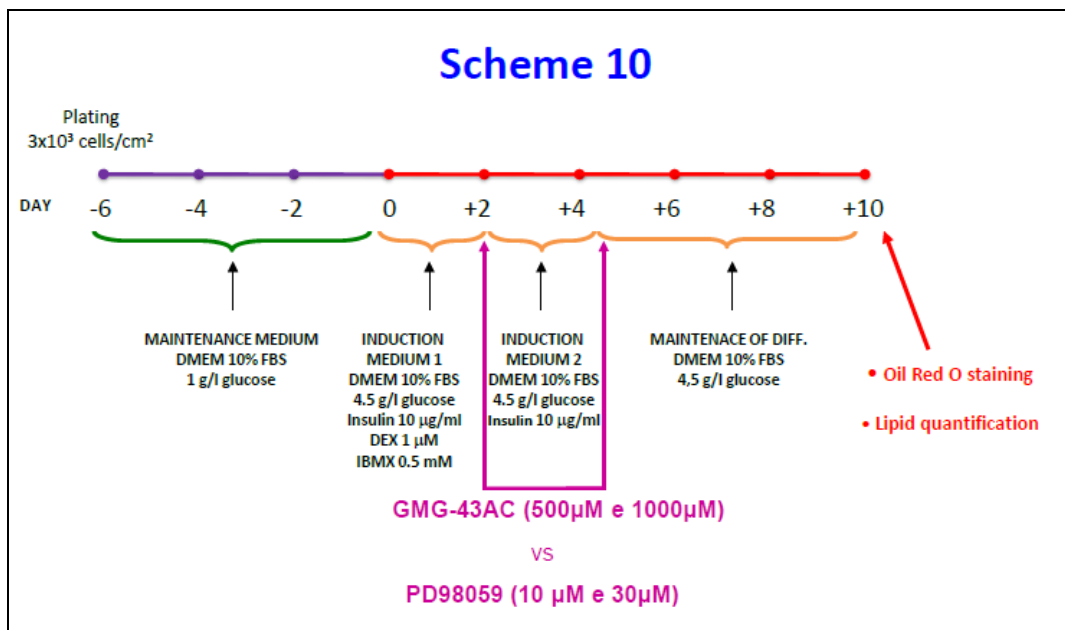 Scheme 10
Plating
3x10³ cells/cm²
DAY
-6
-4
-2
0
+2
+4
+6
+8
+10
MAINTENANCE MEDIUM
DMEM 10% FBS
1 g/l glucose
INDUCTION
MEDIUM 1
DMEM 10% FBS
4.5 g/l glucose
Insulin 10 µg/ml
DEX 1 µM
IBMX 0.5 mM
INDUCTION
MEDIUM 2
DMEM 10% FBS
4.5 g/l glucose
Insulin 10 µg/ml
MAINTENACE OF DIFF.
DMEM 10% FBS
4,5 g/l glucose
• Oil Red O staining
• Lipid quantification
GMG-43AC (500µM e 1000µM)
VS
PD98059 (10 µM e 30µM)